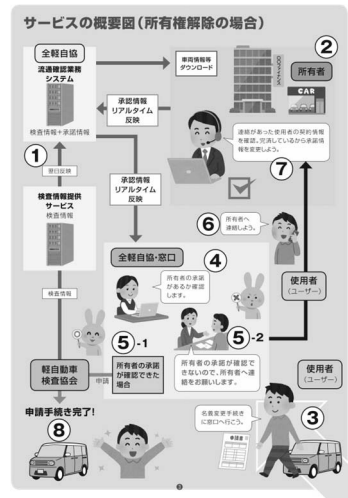 サービスの概要図(所有権解除の場合)
全軽自協
流通確認業務
システム
検査情報+承認情報
車両情報等
ダウンロード
②
所有者
CAR
承認情報
リアルタイム
反映
連絡があった使用者の契約情報
を確認。完済しているから承諾情
報を変更しよう。
⑦
①
翌日反映
承認情報
リアルタイム
反映
検査情報提供
サービス
検査情報
⑥
所有者へ
連絡しよう。
全軽自協・窓口
④
所有者の承諾
があるか確認
します。
検査情報
使用者
(ユーザー)
⑤-1
⑤-2
軽自動車
検査協会
申請
所有者の承諾
が確認できた
場合
所有者の承諾が確認で
きないので、所有者へ連
絡をお願いします。
使用者
(ユーザー)
申請手続き完了!
⑧
名義変更手続き
に窓口へ行こう。
③
申請書